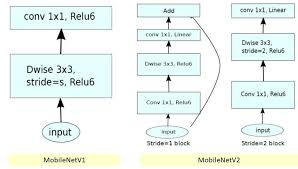 conv 1x1, Relu6
Dwise 3x3,
stride=s, Relu6
input
MobileNetV1
Add
conv 1x1, Linear
Dwise 3x3, Relu6
Conv 1x1, Relu6
input
Stride=1 block
conv 1x1, Linear
Dwise 3x3,
stride=2, Relu6
Conv 1x1, Relu6
input
Stride=2 block
MobileNetV2